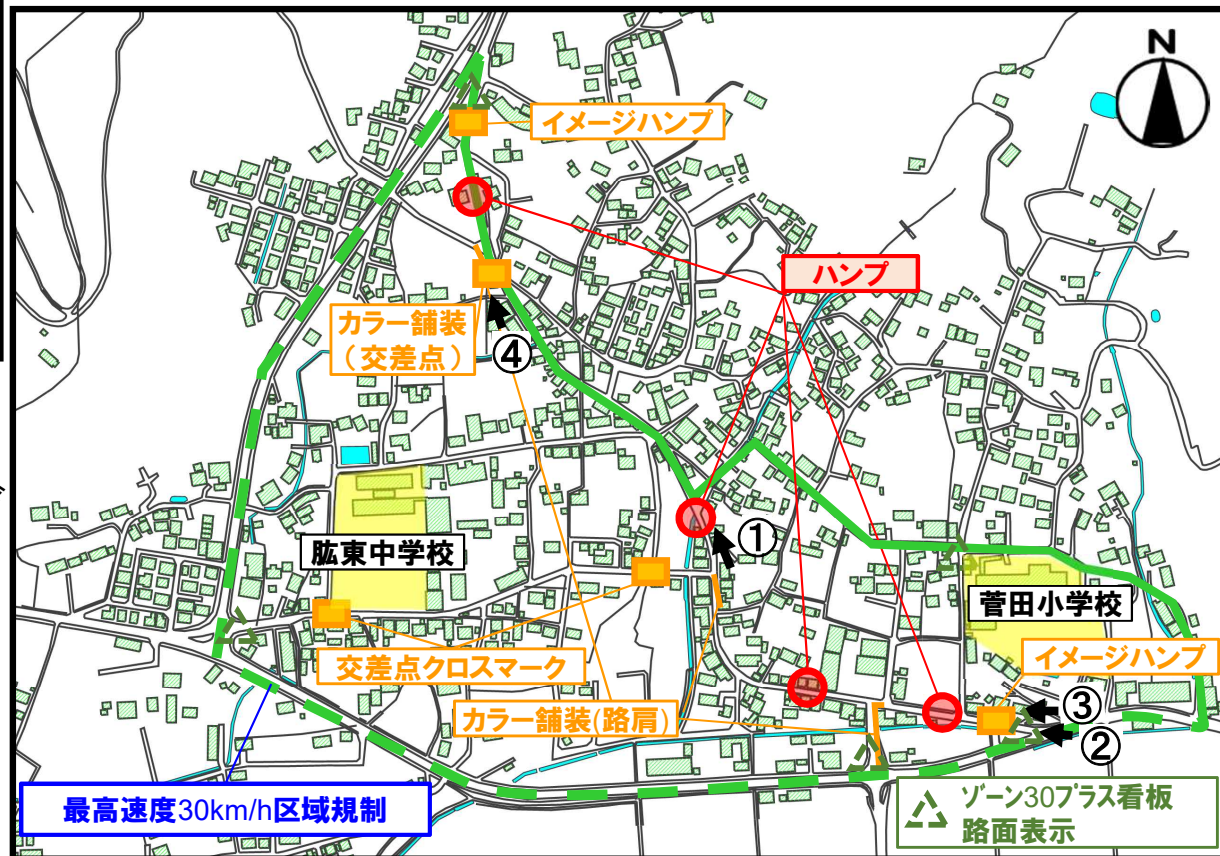 N
イメージハンプ
ハンプ
カラー舗装
（交差点）
④
①
肱東中学校
菅田小学校
イメージハンプ
交差点クロスマーク
カラー舗装(路肩)
③
②
最高速度30km/h区域規制
ゾーン30プラス看板
路面表示